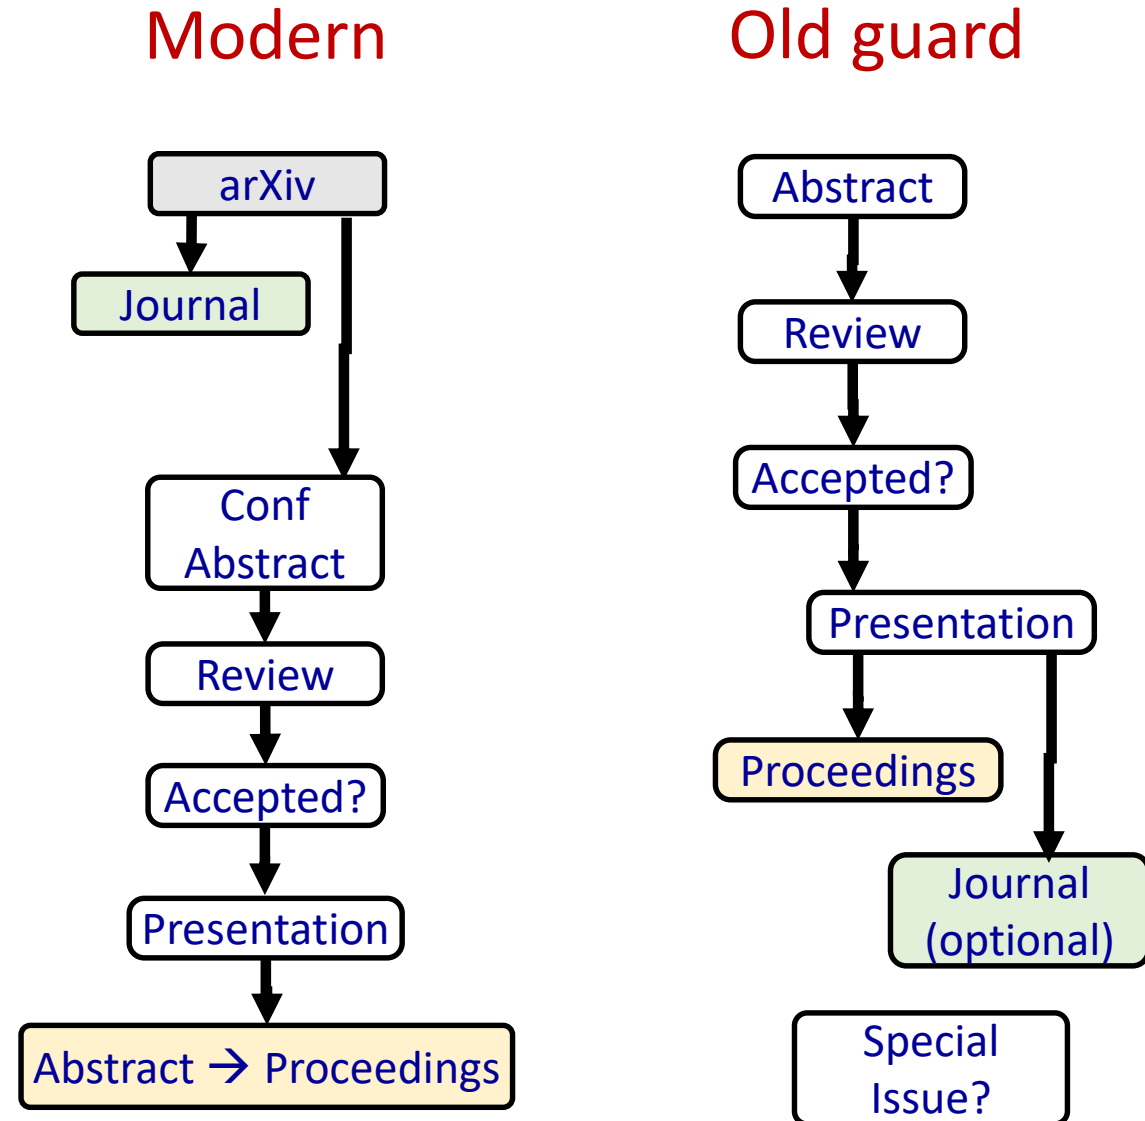 Modern
arXiv
Journal
Conf
Abstract
Review
Accepted?
Presentation
Abstract → Proceedings
Old guard
Abstract
Review
Accepted?
Presentation
Proceedings
Journal
(optional)
Special
Issue?